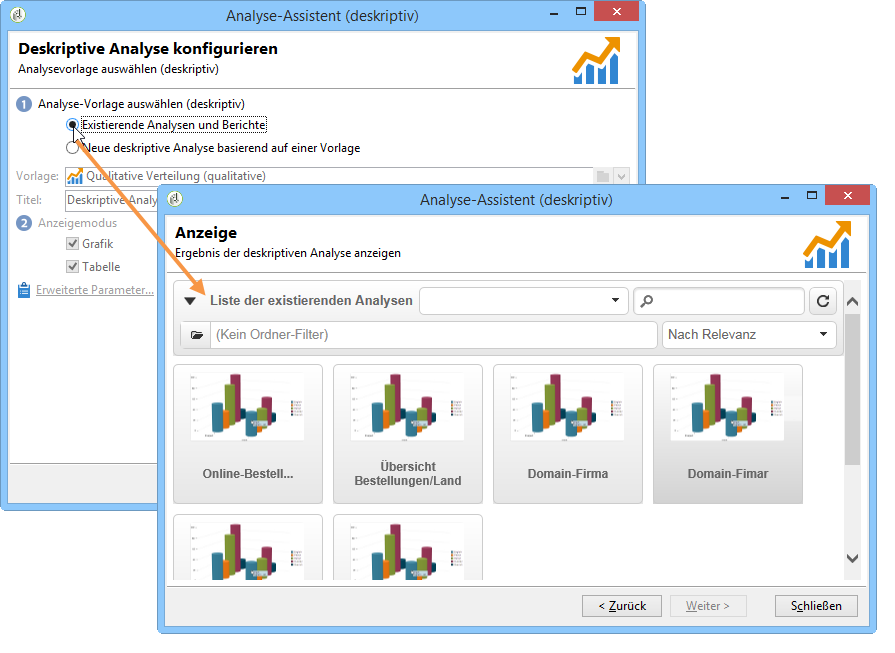 Analyse-Assistent (deskriptiv)
Deskriptive Analyse konfigurieren
Analysevorlage auswählen (deskriptiv)
1 Analyse-Vorlage auswählen (deskriptiv)
Existierende Analysen und Berichte
Neue deskriptive Analyse basierend auf einer Vorlage
Vorlage: Qualitative Verteilung (qualitative)
Titel: Deskriptive Analy
2 Anzeigemodus
Grafik
Tabelle
Erweiterte Parameter...
Analyse-Assistent (deskriptiv)
Anzeige
Ergebnis der deskriptiven Analyse anzeigen
Liste der existierenden Analysen
(Kein Ordner-Filter) Nach Relevanz
Online-Bestell...
Übersicht
Bestellungen/Land
Domain-Firma
Domain-Fimar
< Zurück Weiter > Schließen